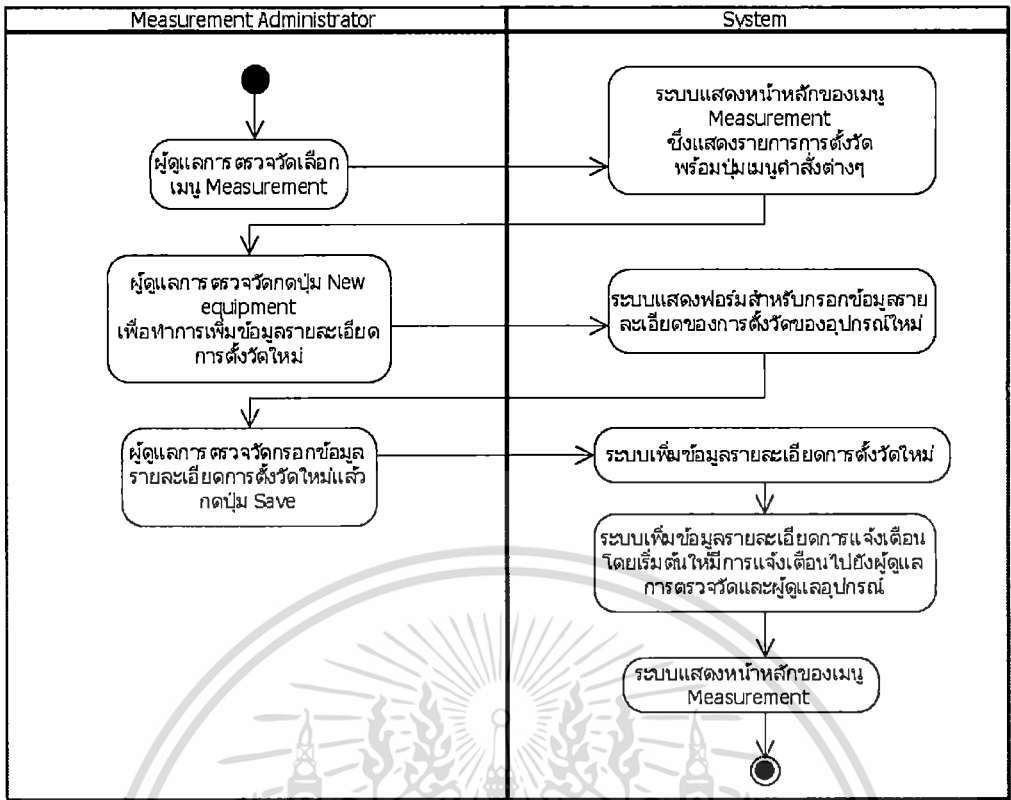 Measurement Administrator
System
ผู้ดูแลการตรวจวัดเลือก
เมนู Measurement
ระบบแสดงหน้าหลักของเมนู
Measurement
ซึ่งแสดงรายการการตั้งวัด
พร้อมปุ่มเมนูคำสั่งต่างๆ
ผู้ดูแลการตรวจวัดกดปุ่ม New
equipment
เพื่อทำการเพิ่มข้อมูลรายละเอียด
การตั้งวัดใหม่
ระบบแสดงฟอร์มสำหรับกรอกข้อมูลราย
ละเอียดของการตั้งวัดของอุปกรณ์ใหม่
ผู้ดูแลการตรวจวัดกรอกข้อมูล
รายละเอียดการตั้งวัดใหม่แล้ว
กดปุ่ม Save
ระบบเพิ่มข้อมูลรายละเอียดการตั้งวัดใหม่
ระบบเพิ่มข้อมูลรายละเอียดการแจ้งเตือน
โดยเริ่มต้นให้มีการแจ้งเตือนไปยังผู้ดูแล
การตรวจวัดและผู้ดูแลอุปกรณ์
ระบบแสดงหน้าหลักของเมนู
Measurement